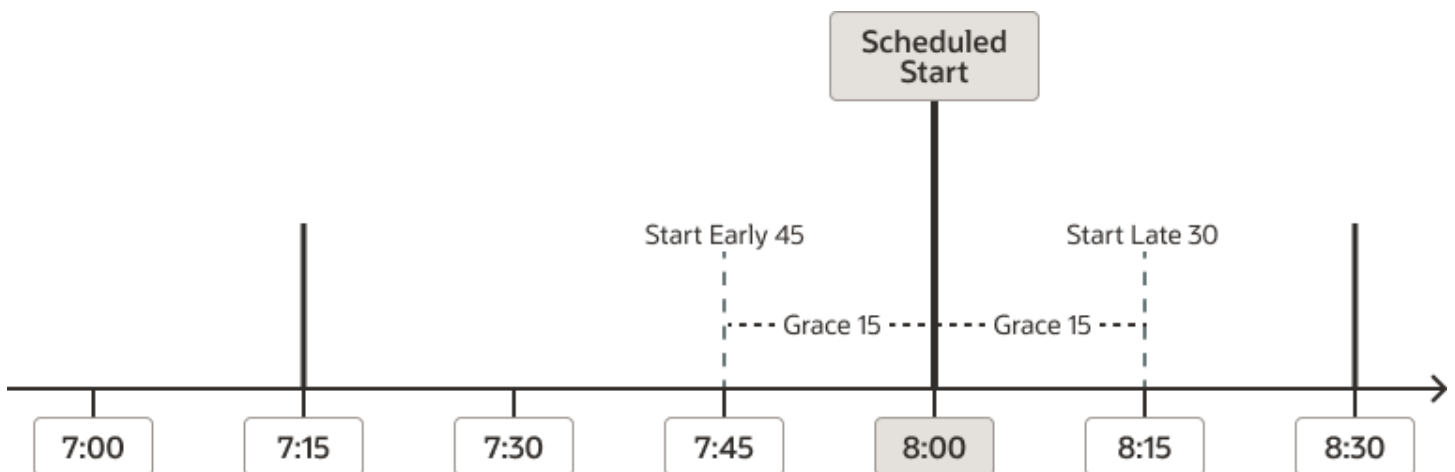 Scheduled
Start
Start Early 45
Start Late 30
Grace 15
Grace 15
7:00
7:15
7:30
7:45
8:00
8:15
8:30